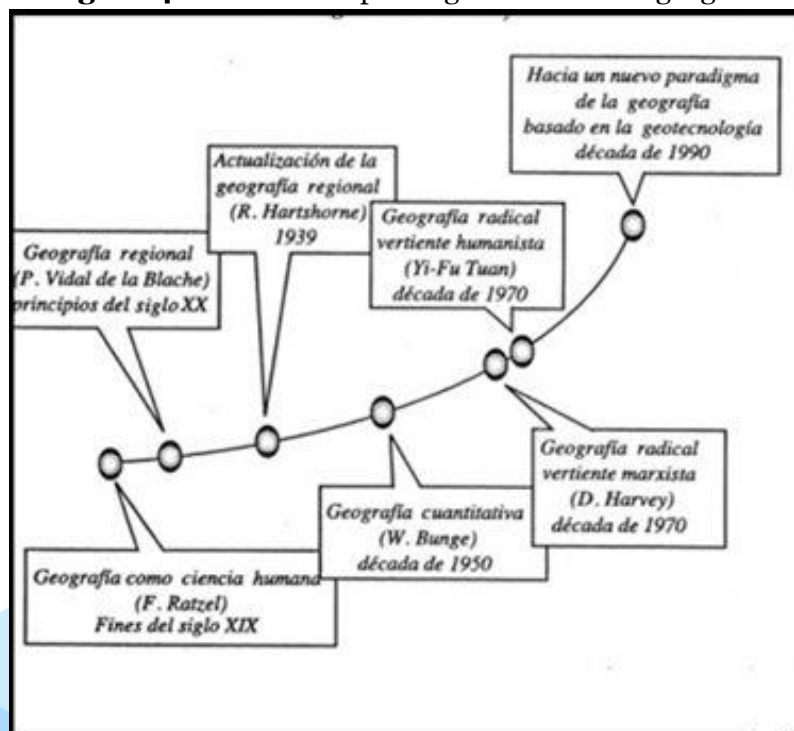 Hacia un nuevo paradigma
de la geografía
basado en la geotecnología
década de 1990
Actualización de la
geografía regional
(R. Hartshorne)
1939
Geografía radical
vertiente humanista
(Yi-Fu Tuan)
década de 1970
Geografía regional
(P. Vidal de la Blache)
principios del siglo XX
Geografía radical
vertiente marxista
(D. Harvey)
década de 1970
Geografía cuantitativa
(W. Bunge)
década de 1950
Geografía como ciencia humana
(F. Ratzel)
Fines del siglo XIX